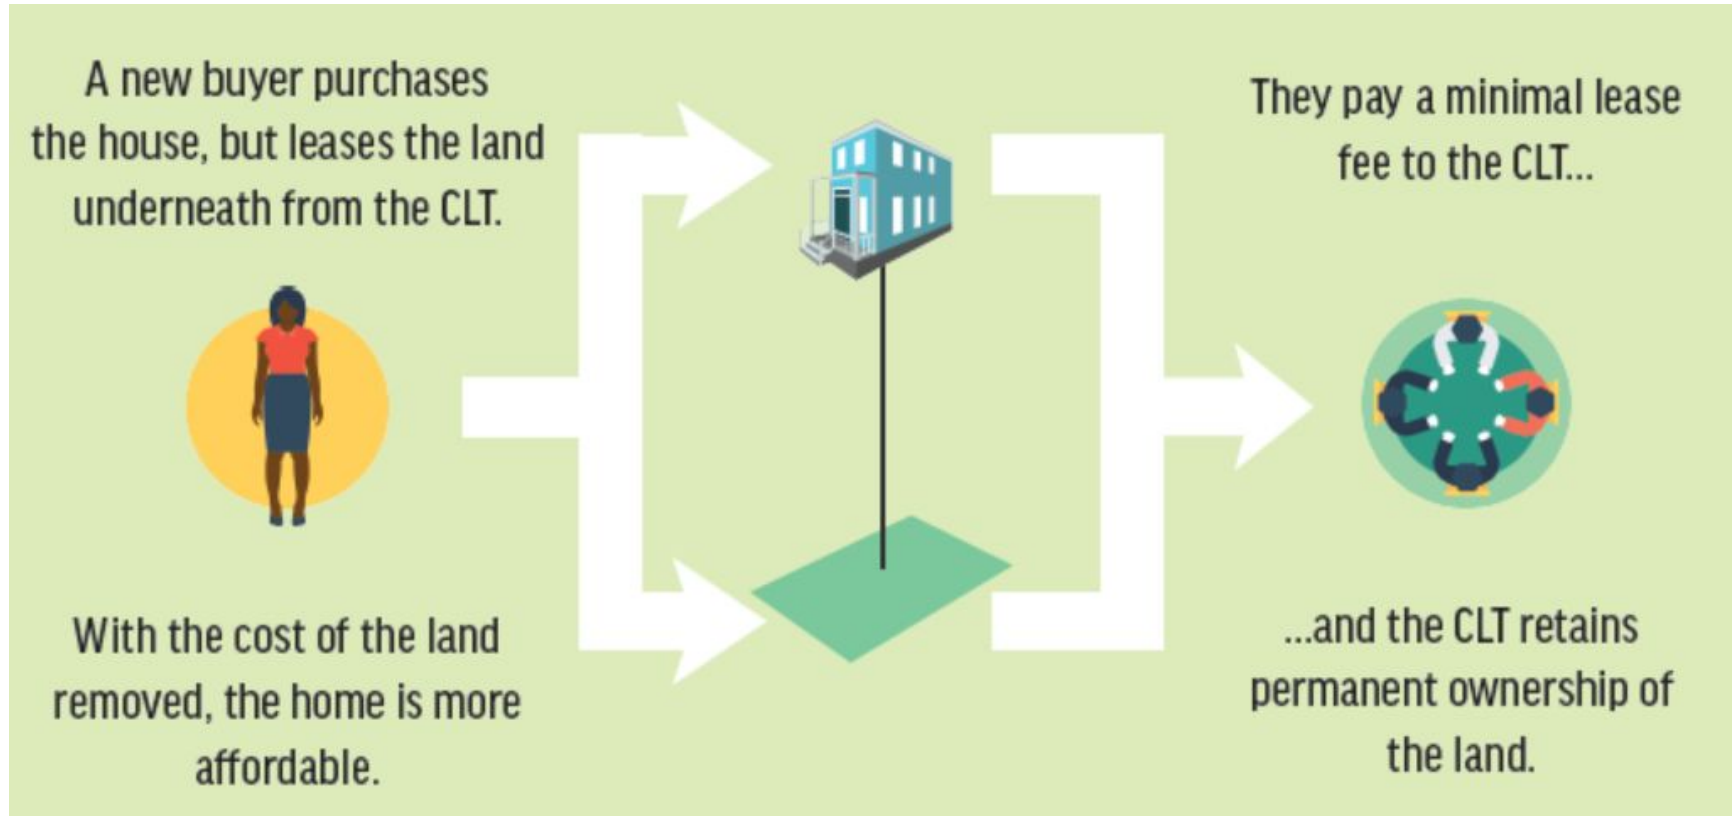 A new buyer purchases
the house, but leases the land
underneath from the CLT.
With the cost of the land
removed, the home is more
affordable.
They pay a minimal lease
fee to the CLT...
...and the CLT retains
permanent ownership of
the land.